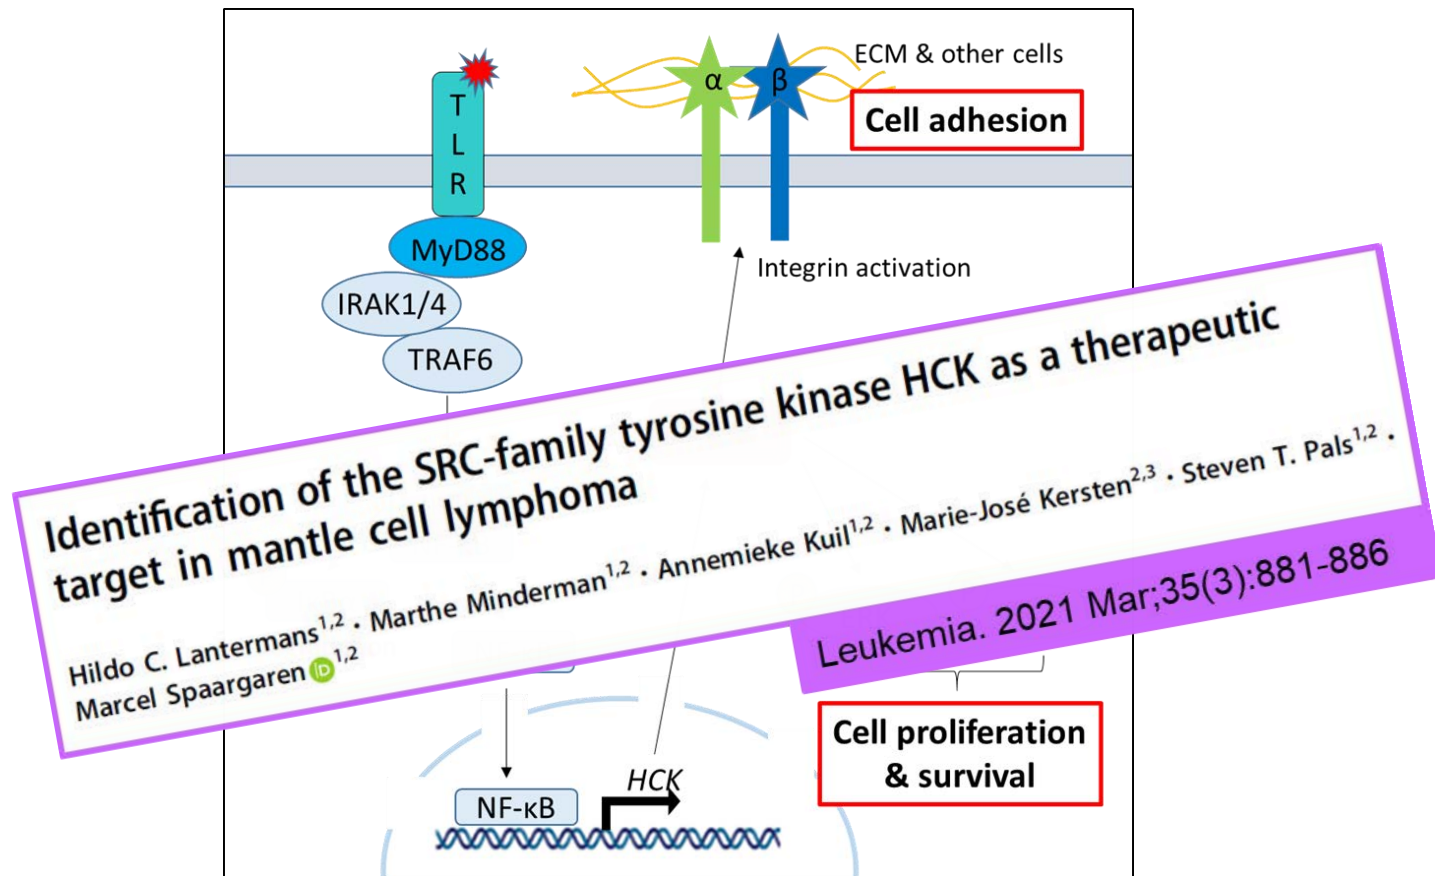 ECM & other cells
T
L
R
α
β
Cell adhesion
MyD88
Integrin activation
IRAK1/4
TRAF6
Identification of the SRC-family tyrosine kinase HCK as a therapeutic
target in mantle cell lymphoma
Hildo C. Lantermans1,2 · Marthe Minderman1,2 · Annemieke Kuil1,2 · Marie-José Kersten2,3 · Steven T. Pals1,2 ·
Marcel Spaargaren iD 1,2
Leukemia. 2021 Mar;35(3):881-886
Cell proliferation
& survival
HCK
NF-κB